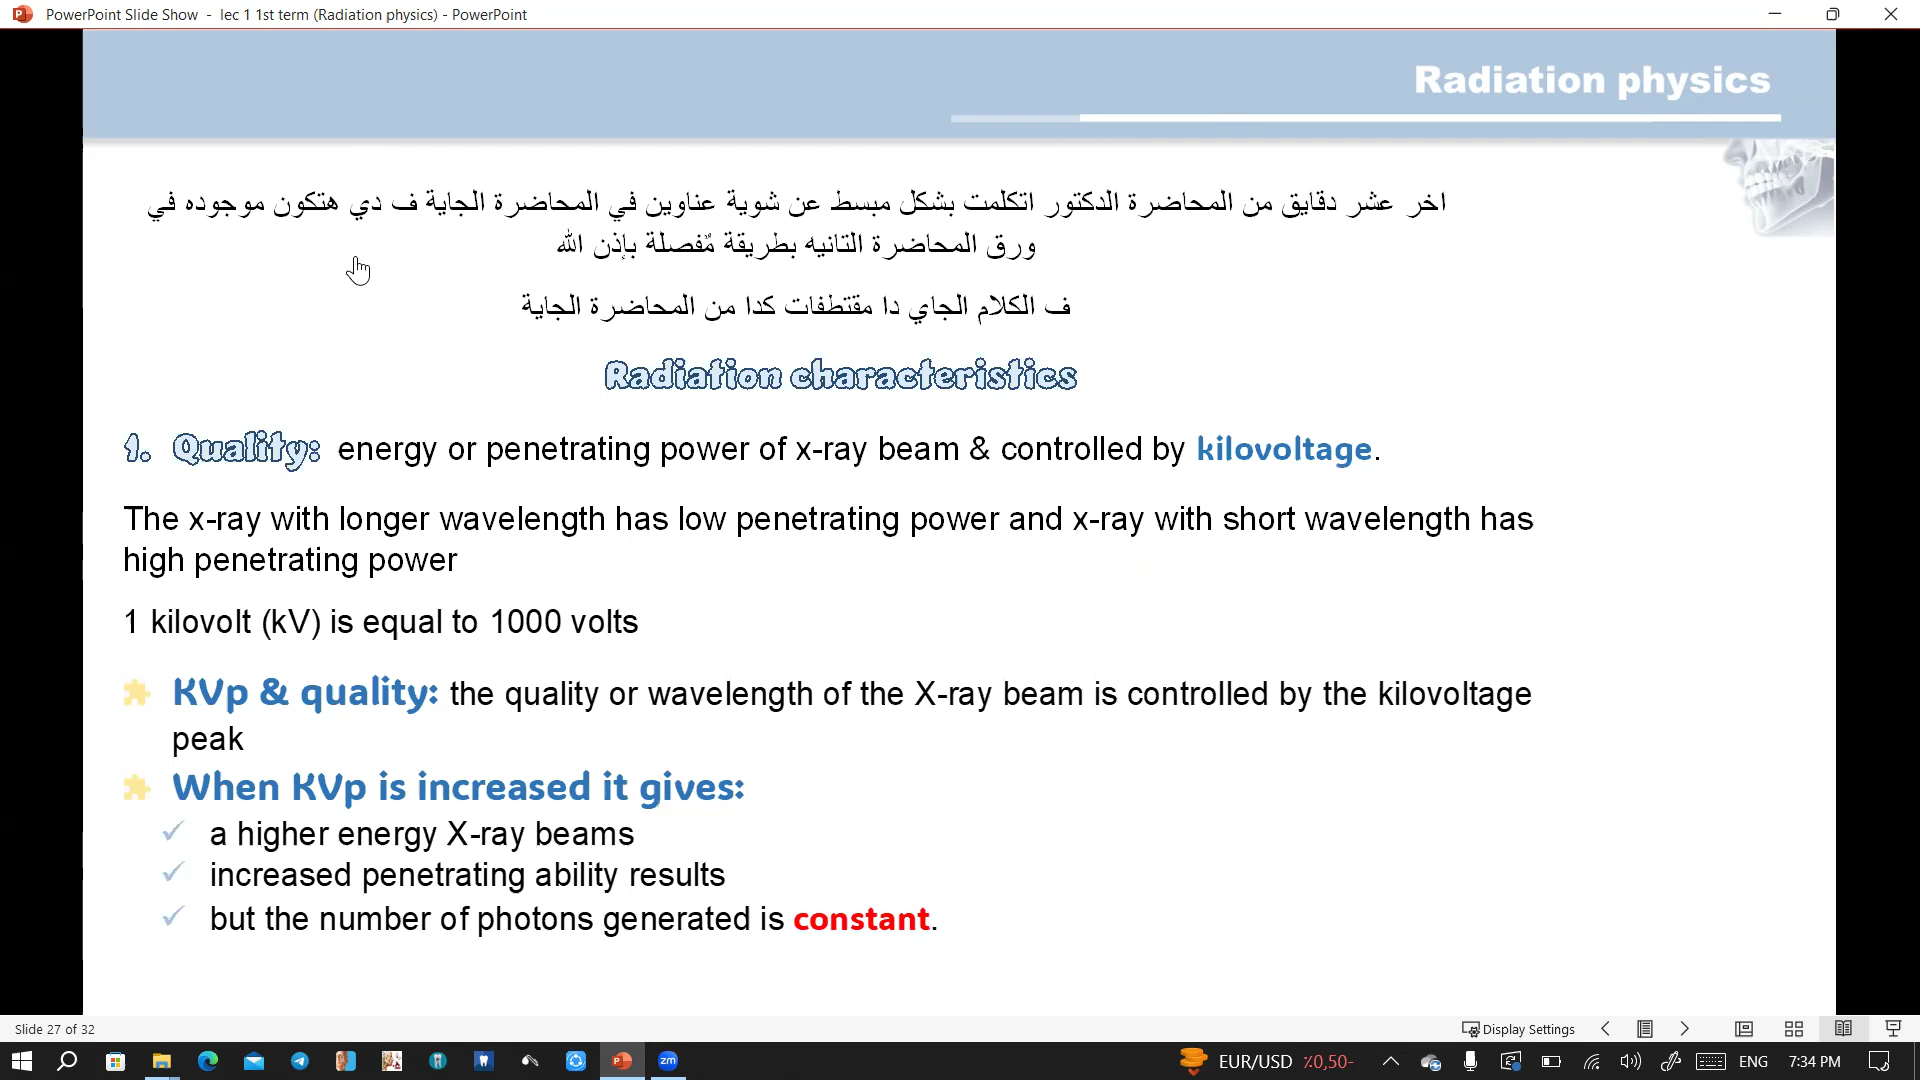 PowerPoint Slide Show - lec 1 1st term (Radiation physics) - PowerPoint
Radiation physics
اخر عشر دقايق من المحاضرة الدكتور اتكلمت بشكل مبسط عن شوية عناوين في المحاضرة الجاية ف دي هتكون موجوده في
ورق المحاضرة التانيه بطريقة مٌفصلة بإذن الله
ف الكلام الجاي دا مقتطفات كدا من المحاضرة الجاية
Radiation characteristics
1. Quality: energy or penetrating power of x-ray beam & controlled by kilovoltage.
The x-ray with longer wavelength has low penetrating power and x-ray with short wavelength has
high penetrating power
1 kilovolt (kV) is equal to 1000 volts
KVp & quality: the quality or wavelength of the X-ray beam is controlled by the kilovoltage
peak
When KVp is increased it gives:
a higher energy X-ray beams
increased penetrating ability results
but the number of photons generated is constant.
Slide 27 of 32
Display Settings
zm
EUR/USD ٪0,50-
ENG
7:34 PM